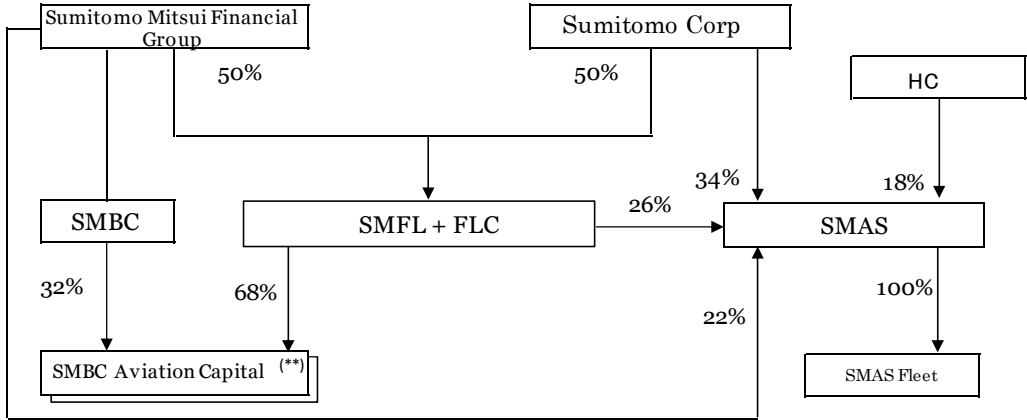 Sumitomo Mitsui Financial
Group
Sumitomo Corp
50%
50%
HC
34%
18%
26%
SMBC
SMFL + FLC
SMAS
32%
68%
22%
100%
SMBC Aviation Capital (**)
SMAS Fleet